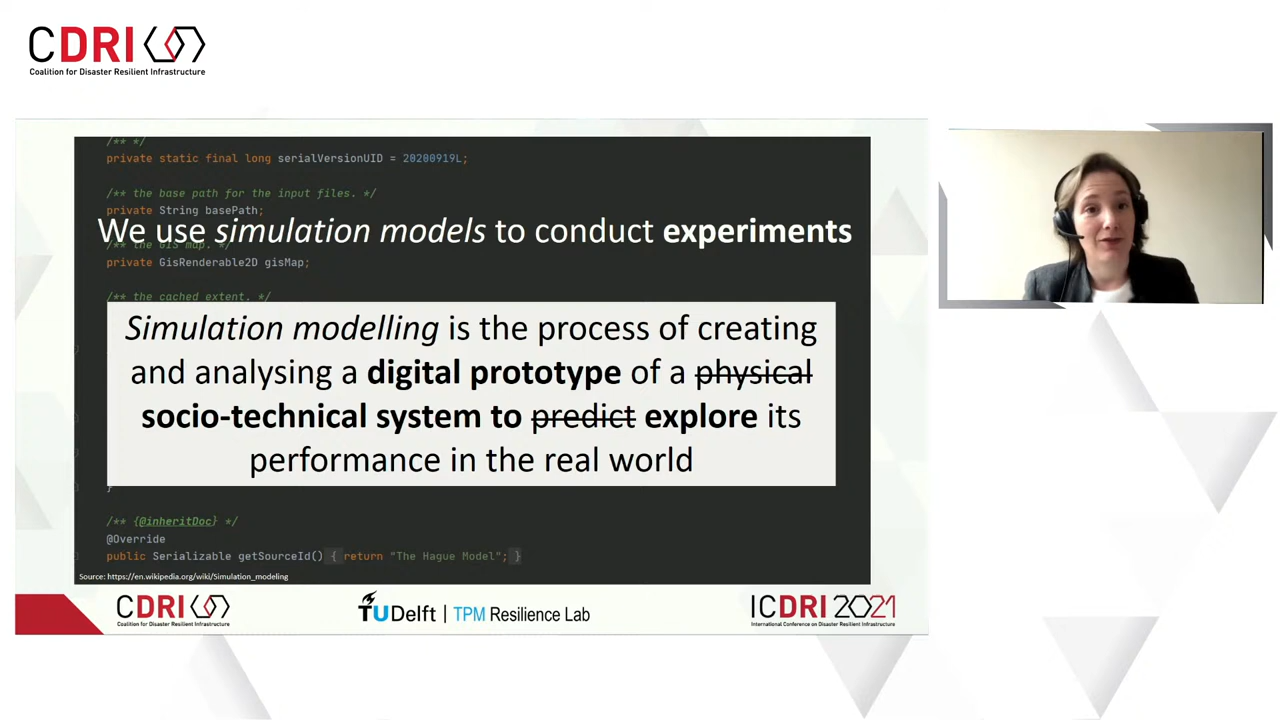 CDRI
Coalition for Disaster Resilient Infrastructure
/** */
private static final long serialVersionUID = 20200919L;
/** the base path for the input files. */
private String basePath;
We use simulation models to conduct experiments
/** the GIS map. */
private GisRenderable2D gisMap;
/** the cached extent. */
Simulation modelling is the process of creating
and analysing a digital prototype of a physical
socio-technical system to predict explore its
performance in the real world
}
/** {@inheritDoc} */
@Override
public Serializable getSourceId() { return "The Hague Model"; }
Source: https://en.wikipedia.org/wiki/Simulation_modeling
CDRI
Coalition for Disaster Resilient Infrastructure
TUDelft | TPM Resilience Lab
ICDRI 2021
International Conference on Disaster Resilient Infrastructure